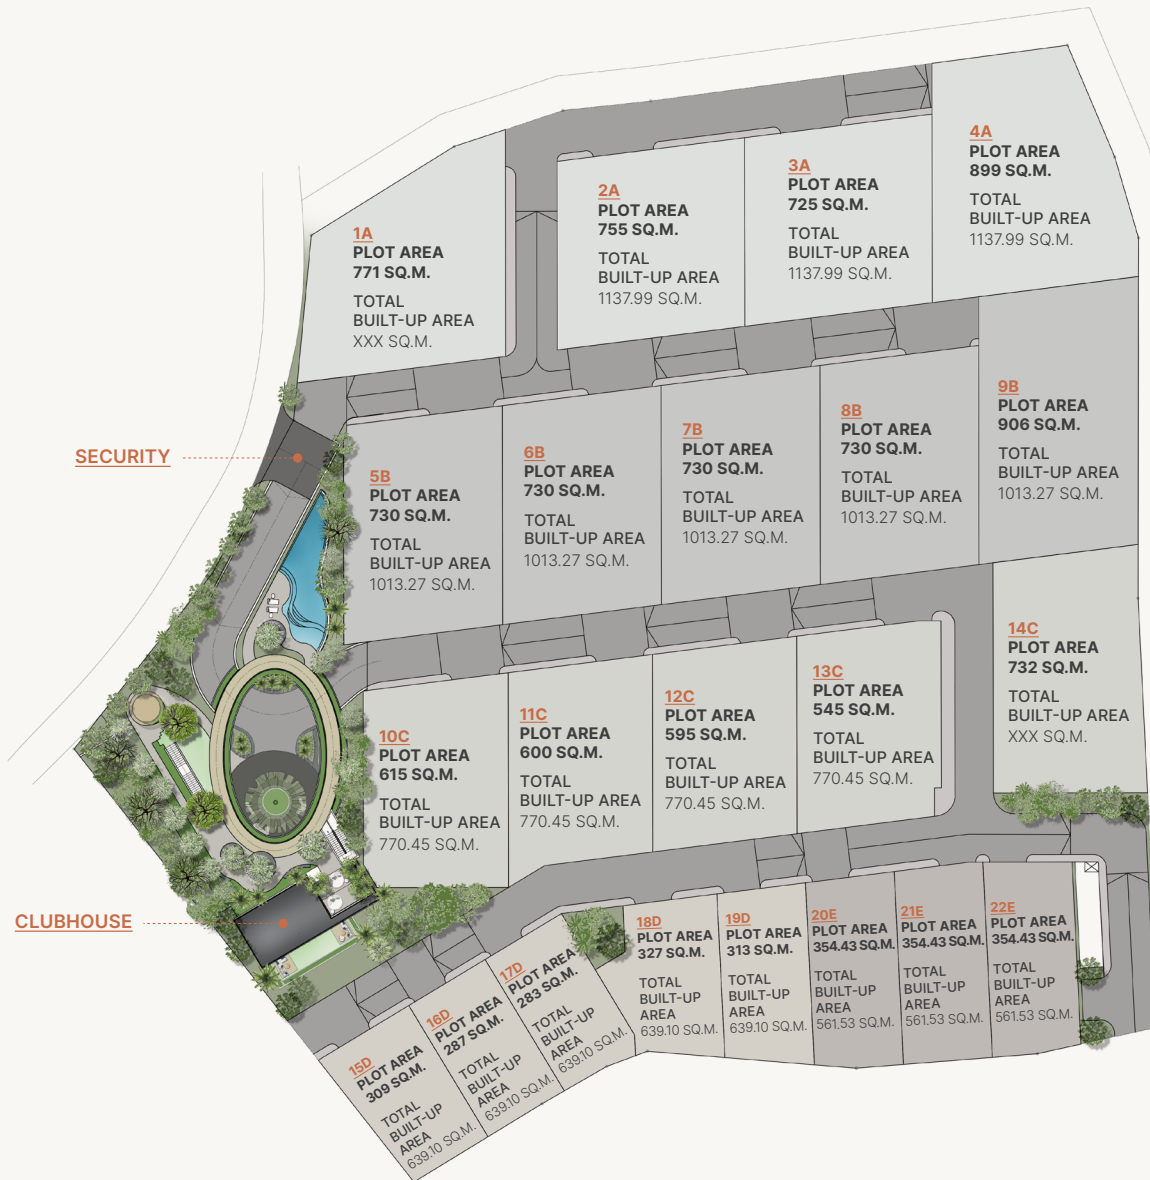 1A
PLOT AREA
771 SQ.M.
TOTAL
BUILT-UP AREA
XXX SQ.M.
2A
PLOT AREA
755 SQ.M.
TOTAL
BUILT-UP AREA
1137.99 SQ.M.
3A
PLOT AREA
725 SQ.M.
TOTAL
BUILT-UP AREA
1137.99 SQ.M.
4A
PLOT AREA
899 SQ.M.
TOTAL
BUILT-UP AREA
1137.99 SQ.M.
SECURITY
5B
PLOT AREA
730 SQ.M.
TOTAL
BUILT-UP AREA
1013.27 SQ.M.
6B
PLOT AREA
730 SQ.M.
TOTAL
BUILT-UP AREA
1013.27 SQ.M.
7B
PLOT AREA
730 SQ.M.
TOTAL
BUILT-UP AREA
1013.27 SQ.M.
8B
PLOT AREA
730 SQ.M.
TOTAL
BUILT-UP AREA
1013.27 SQ.M.
9B
PLOT AREA
906 SQ.M.
TOTAL
BUILT-UP AREA
1013.27 SQ.M.
10C
PLOT AREA
615 SQ.M.
TOTAL
BUILT-UP AREA
770.45 SQ.M.
11C
PLOT AREA
600 SQ.M.
TOTAL
BUILT-UP AREA
770.45 SQ.M.
12C
PLOT AREA
595 SQ.M.
TOTAL
BUILT-UP AREA
770.45 SQ.M.
13C
PLOT AREA
545 SQ.M.
TOTAL
BUILT-UP AREA
770.45 SQ.M.
14C
PLOT AREA
732 SQ.M.
TOTAL
BUILT-UP AREA
XXX SQ.M.
CLUBHOUSE
15D
PLOT AREA
309 SQ.M.
TOTAL
BUILT-UP
AREA
639.10 SQ.M.
16D
PLOT AREA
287 SQ.M.
TOTAL
BUILT-UP
AREA
639.10 SQ.M.
17D
PLOT AREA
283 SQ.M.
TOTAL
BUILT-UP
AREA
639.10 SQ.M.
18D
PLOT AREA
327 SQ.M.
TOTAL
BUILT-UP
AREA
639.10 SQ.M.
19D
PLOT AREA
313 SQ.M.
TOTAL
BUILT-UP
AREA
639.10 SQ.M.
20E
PLOT AREA
354.43 SQ.M.
TOTAL
BUILT-UP
AREA
561.53 SQ.M.
21E
PLOT AREA
354.43 SQ.M.
TOTAL
BUILT-UP
AREA
561.53 SQ.M.
22E
PLOT AREA
354.43 SQ.M.
TOTAL
BUILT-UP
AREA
561.53 SQ.M.